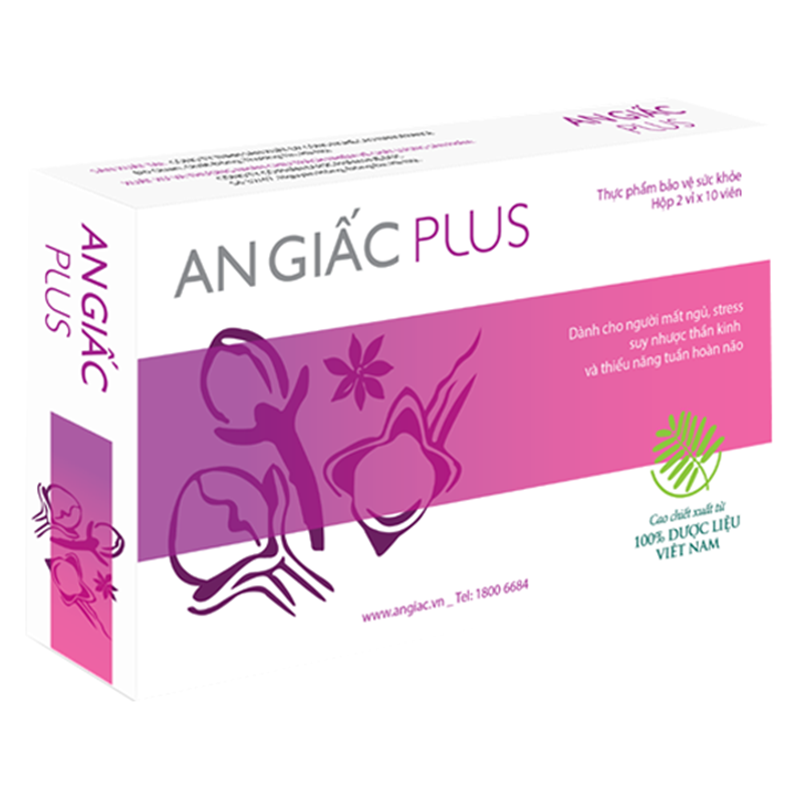 AN GIẤC
PLUS
Thực phẩm bảo vệ sức khỏe
Hộp 2 vỉ x 10 viên
AN GIẤC PLUS
AN GIẤC
PLUS
Dành cho người mất ngủ, stress
suy nhược thần kinh
và thiểu năng tuần hoàn não
Cao chiết xuất từ
100% DƯỢC LIỆU
VIỆT NAM
www.angiac.vn _ Tel: 1800 6684